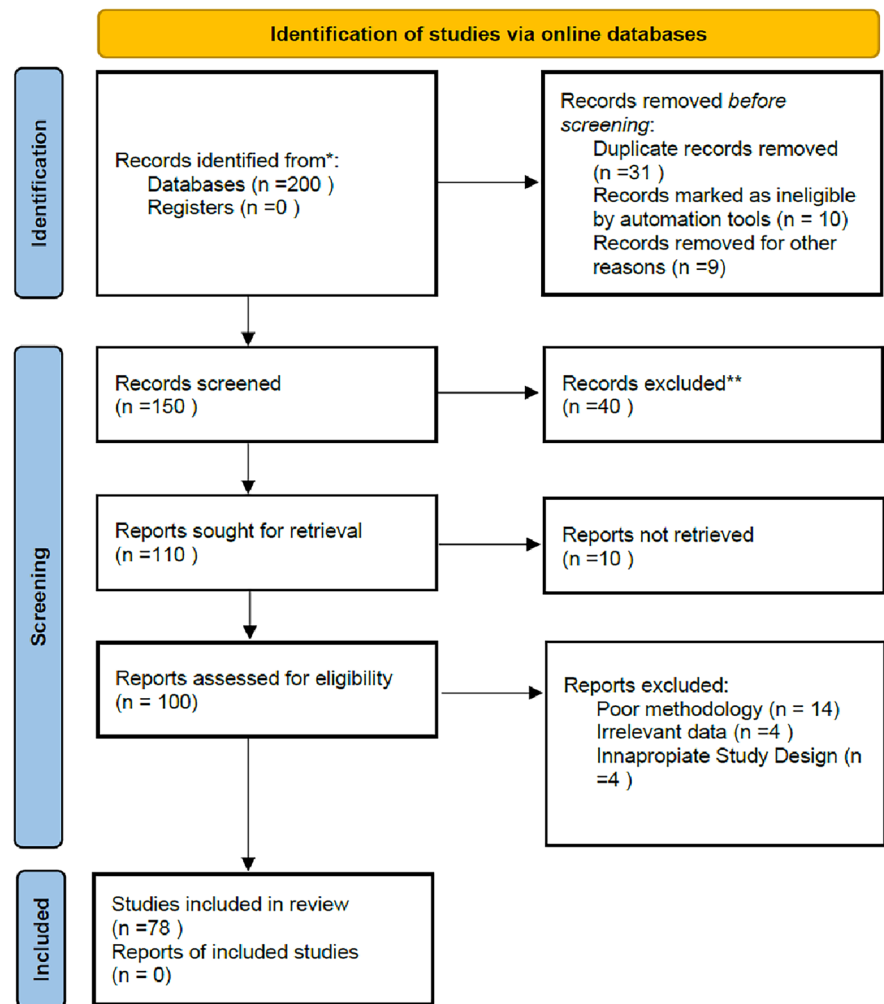 Identification of studies via online databases
Identification
Records identified from*:
Databases (n =200 )
Registers (n =0 )
Records removed before
screening:
Duplicate records removed
(n =31 )
Records marked as ineligible
by automation tools (n = 10)
Records removed for other
reasons (n =9)
Screening
Records screened
(n =150 )
Records excluded**
(n =40 )
Reports sought for retrieval
(n =110 )
Reports not retrieved
(n =10 )
Reports assessed for eligibility
(n = 100)
Reports excluded:
Poor methodology (n = 14)
Irrelevant data (n =4 )
Innapropiate Study Design (n
=4 )
Included
Studies included in review
(n =78 )
Reports of included studies
(n = 0)